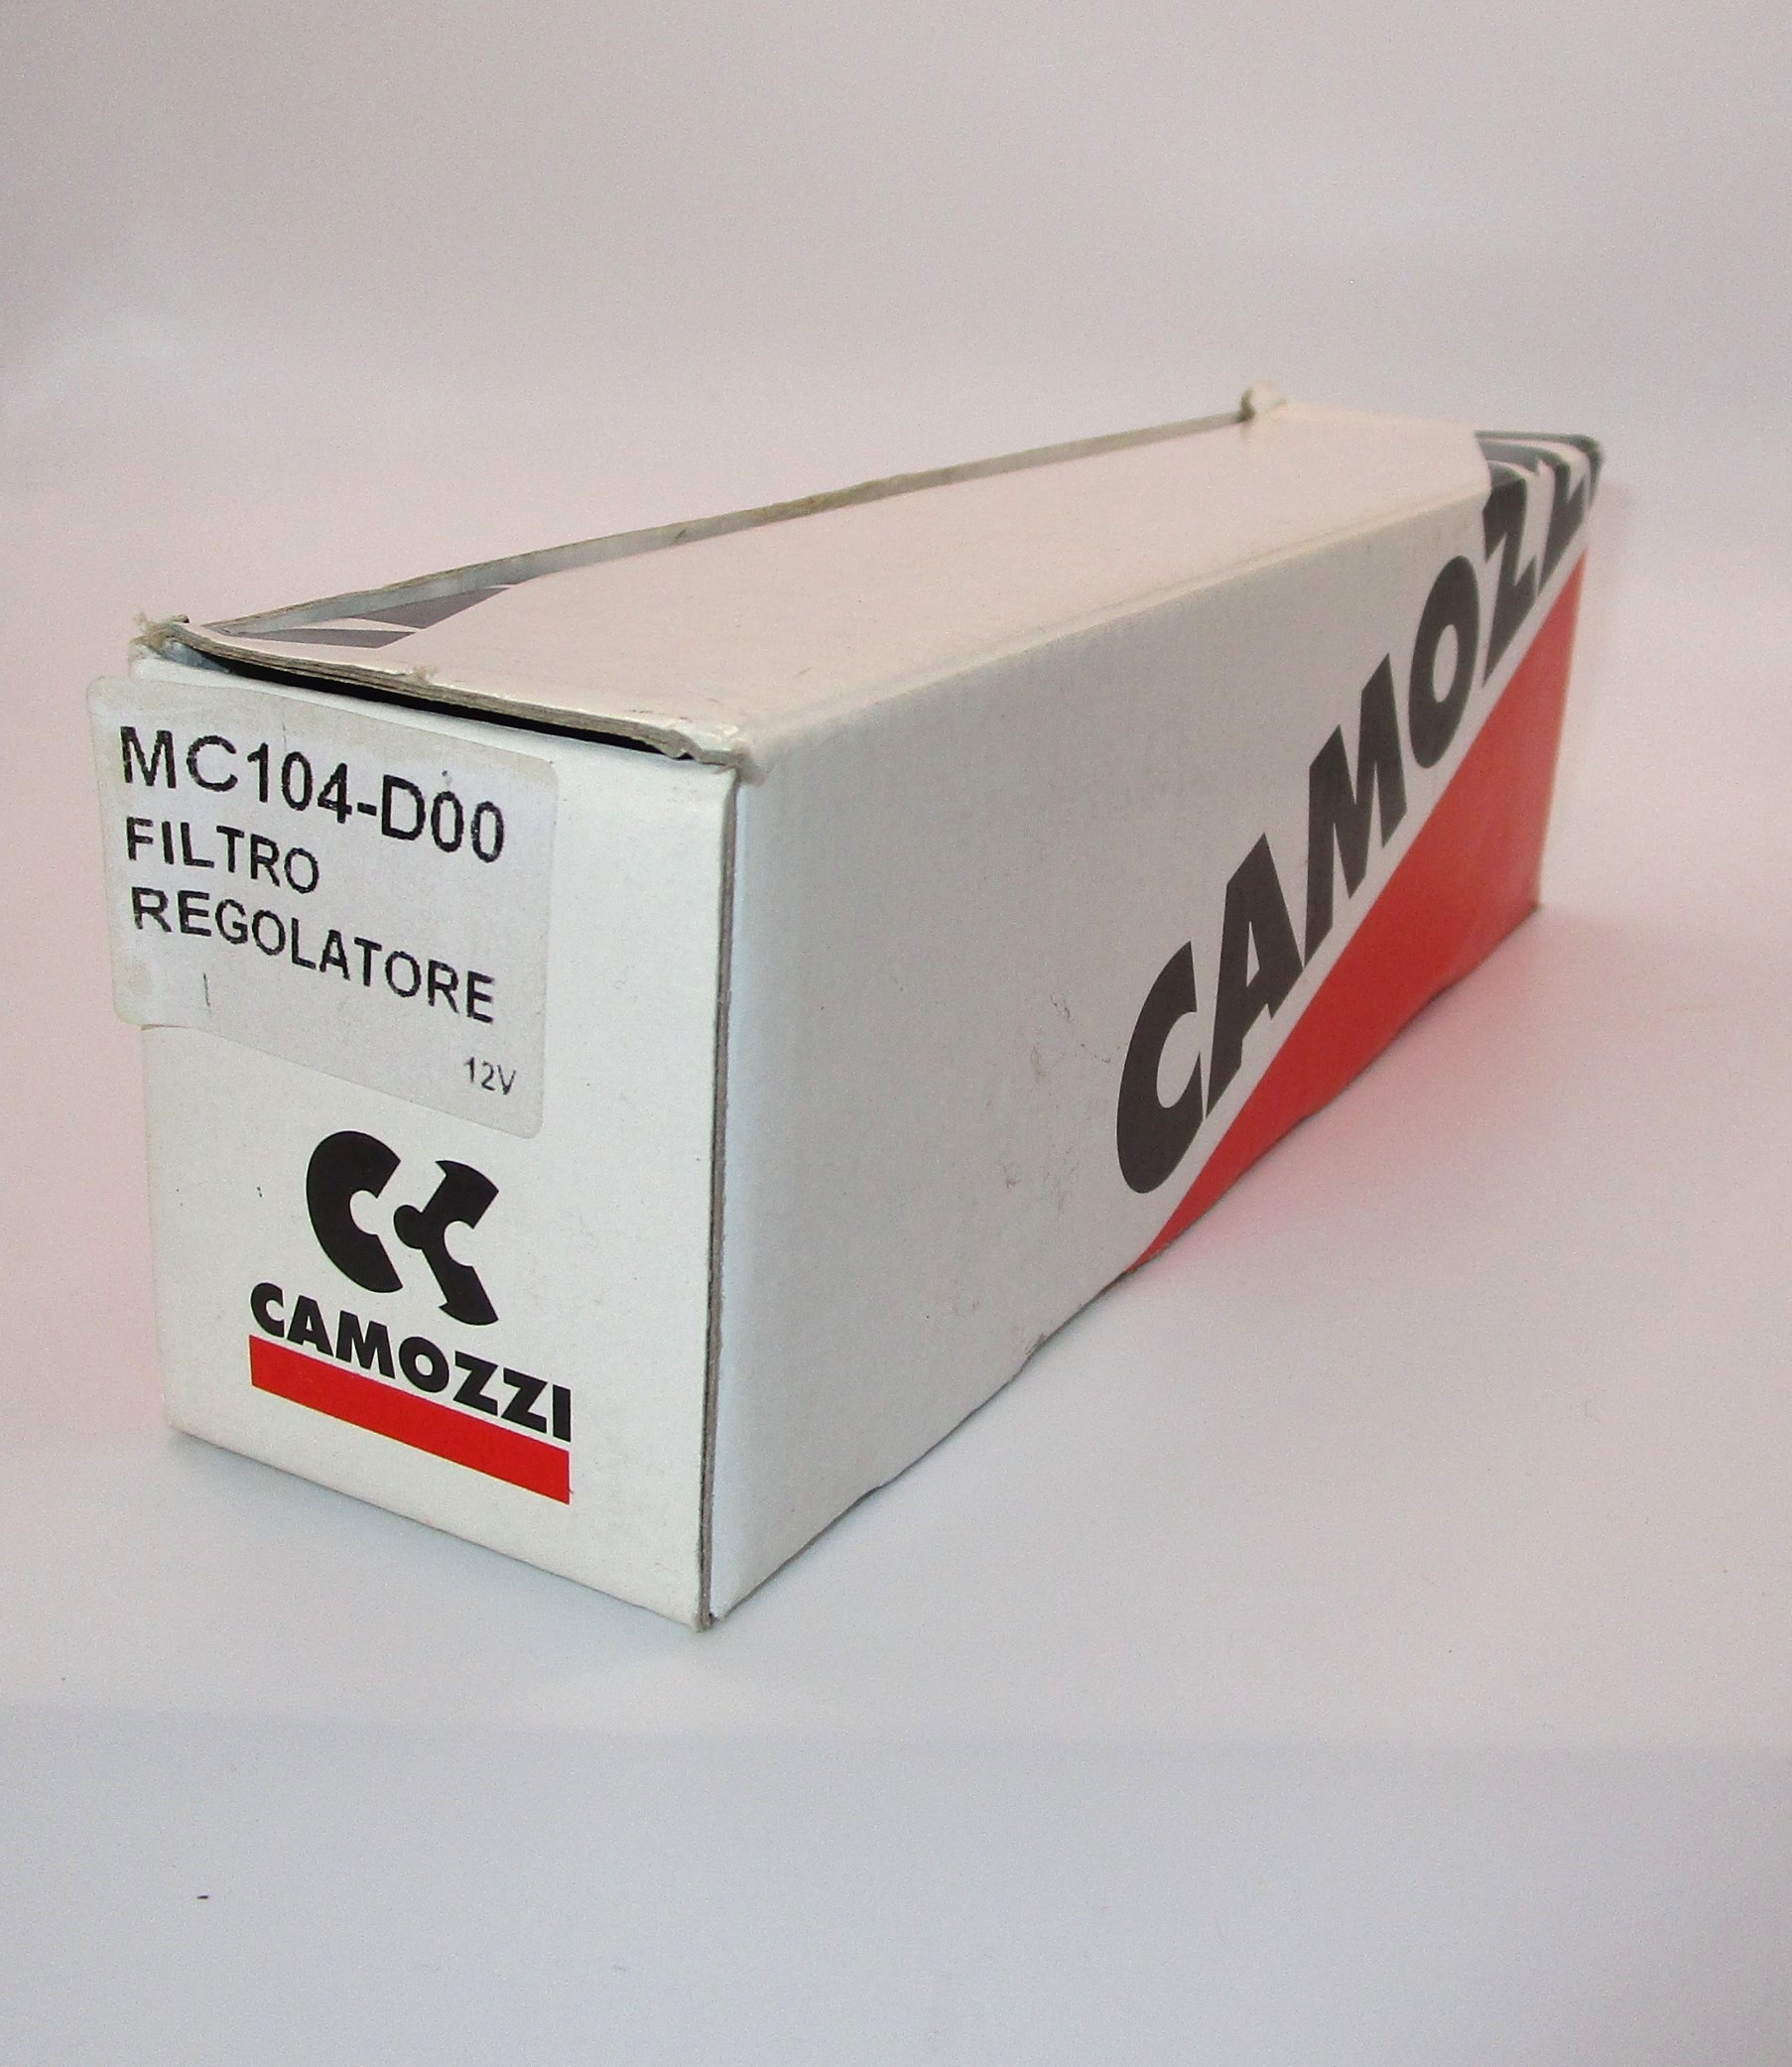 MC104-D00
FILTRO
REGOLATORE
12V
CAMOZZI
CAMOZZI